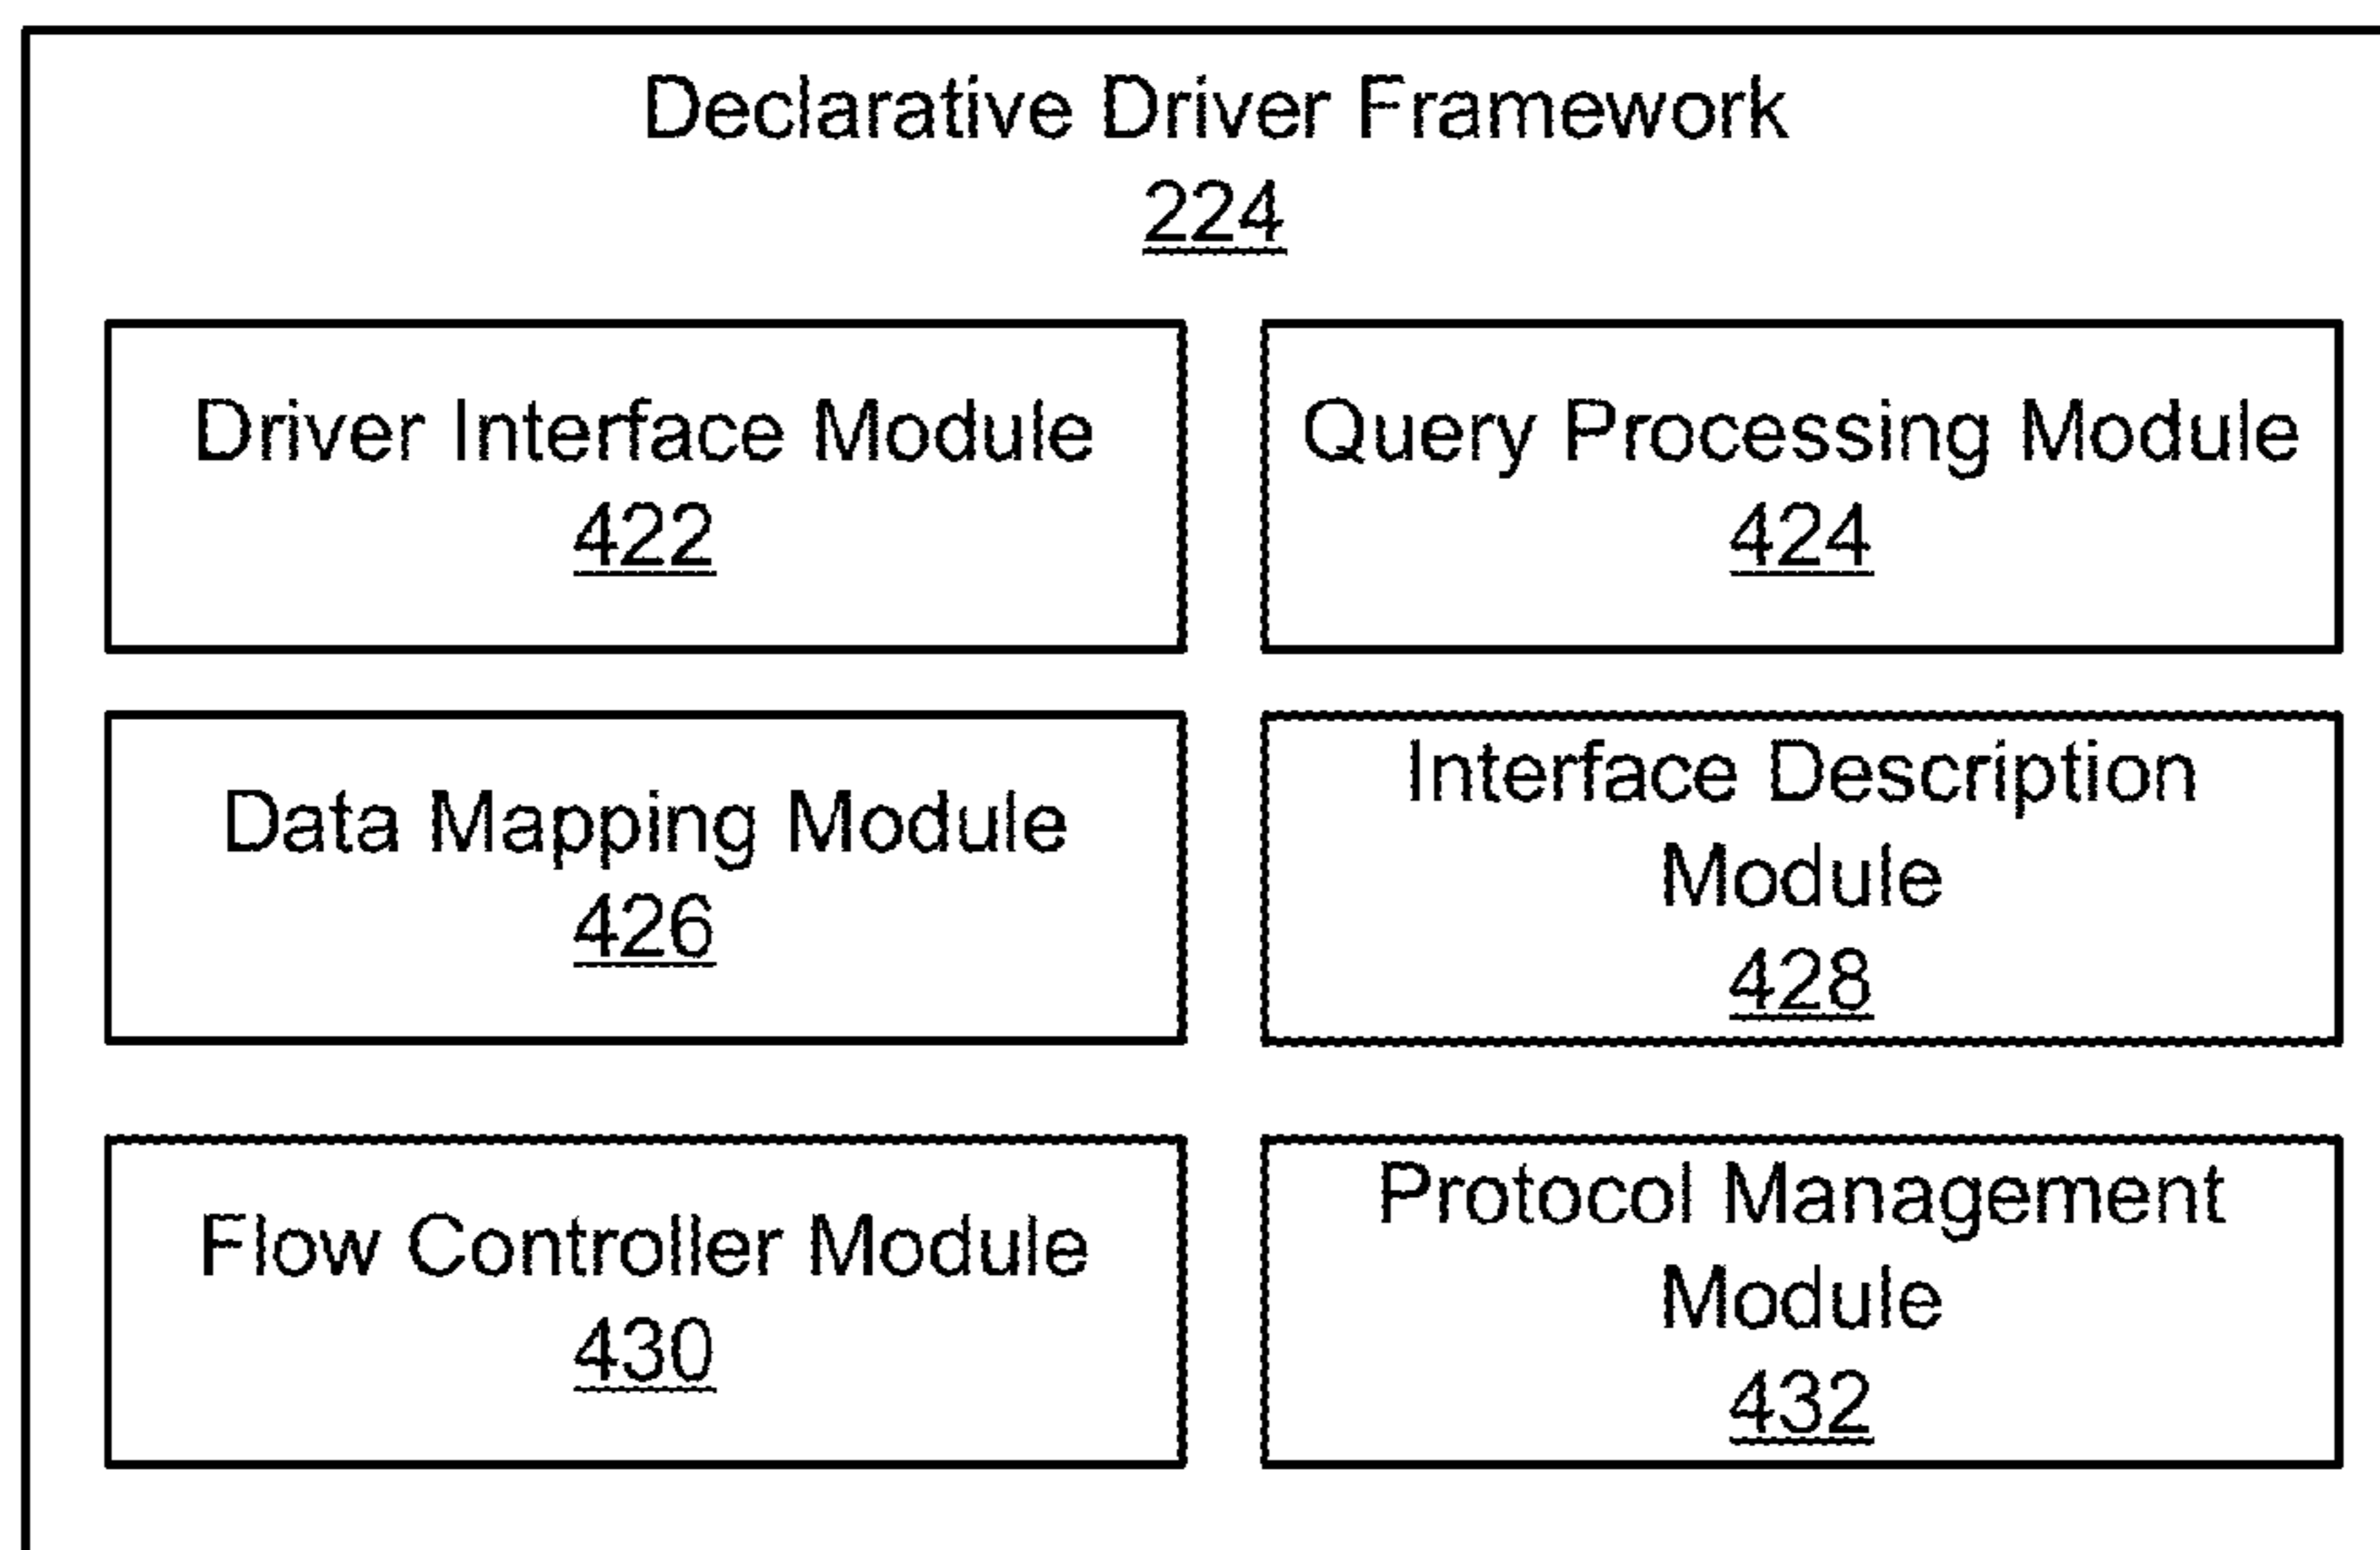 Declarative Driver Framework
224
Driver Interface Module
422
Query Processing Module
424
Data Mapping Module
426
Interface Description
Module
428
Flow Controller Module
430
Protocol Management
Module
432